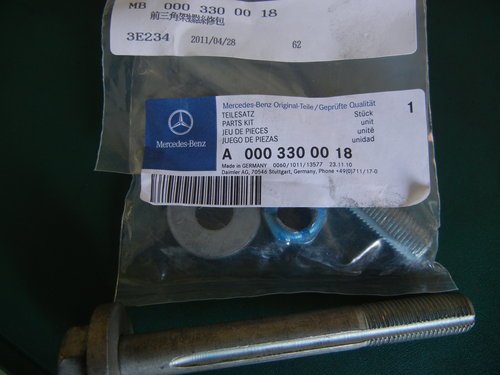 MB 000 330 00 18
前三角架螺絲修包
3E234 2011/04/28 62
Mercedes-Benz Original-Teile/Geprüfte Qualität
TEILESATZ Stück 1
PARTS KIT unit
JEU DE PIECES unité
JUEGO DE PIEZAS unidad
Mercedes-Benz
A 000 330 00 18
Made in GERMANY 0060/1011/13577 23.11.10
Daimler AG, 70546 Stuttgart, Germany, Phone +49(0)711/17-0